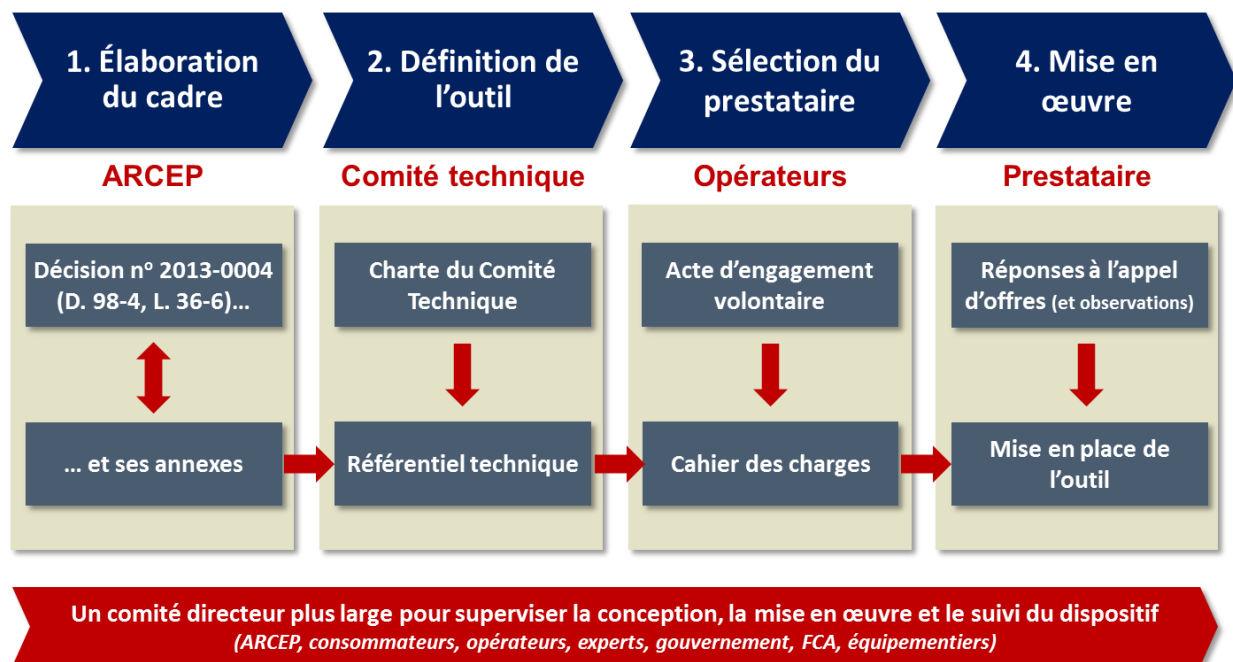 1. Élaboration
du cadre
2. Définition de
l’outil
3. Sélection du
prestataire
4. Mise en
œuvre
ARCEP
Comité technique
Opérateurs
Prestataire
Décision nº 2013-0004
(D. 98-4, L. 36-6)…
Charte du Comité
Technique
Acte d’engagement
volontaire
Réponses à l’appel
d’offres (et observations)
… et ses annexes
Référentiel technique
Cahier des charges
Mise en place de
l’outil
Un comité directeur plus large pour superviser la conception, la mise en œuvre et le suivi du dispositif
(ARCEP, consommateurs, opérateurs, experts, gouvernement, FCA, équipementiers)